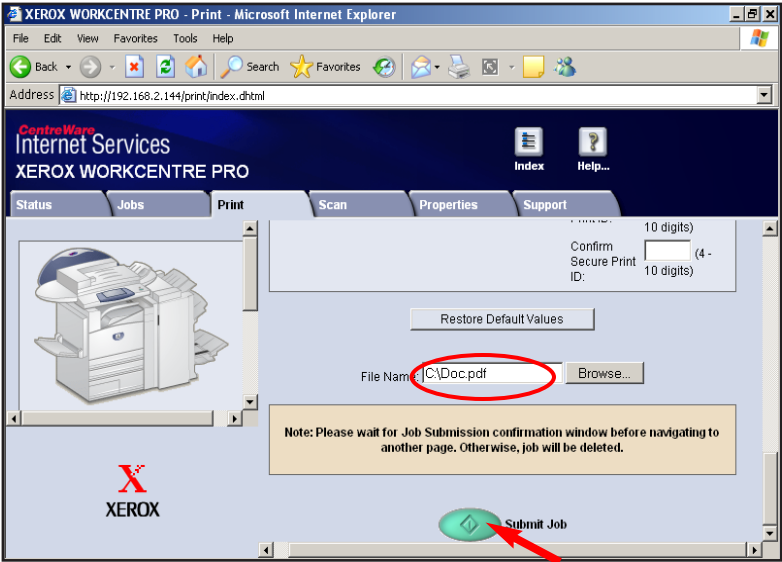 XEROX WORKCENTRE PRO - Print - Microsoft Internet Explorer
File Edit View Favorites Tools Help
Back Search Favorites
Address http://192.168.2.144/print/index.dhtml
CentreWare
Internet Services
XEROX WORKCENTRE PRO
Index Help...
Status Jobs Print Scan Properties Support
Print ID: 10 digits)
Confirm
Secure Print (4 -
ID: 10 digits)
Restore Default Values
File Name: C:\Doc.pdf Browse...
Note: Please wait for Job Submission confirmation window before navigating to
another page. Otherwise, job will be deleted.
X
XEROX
Submit Job